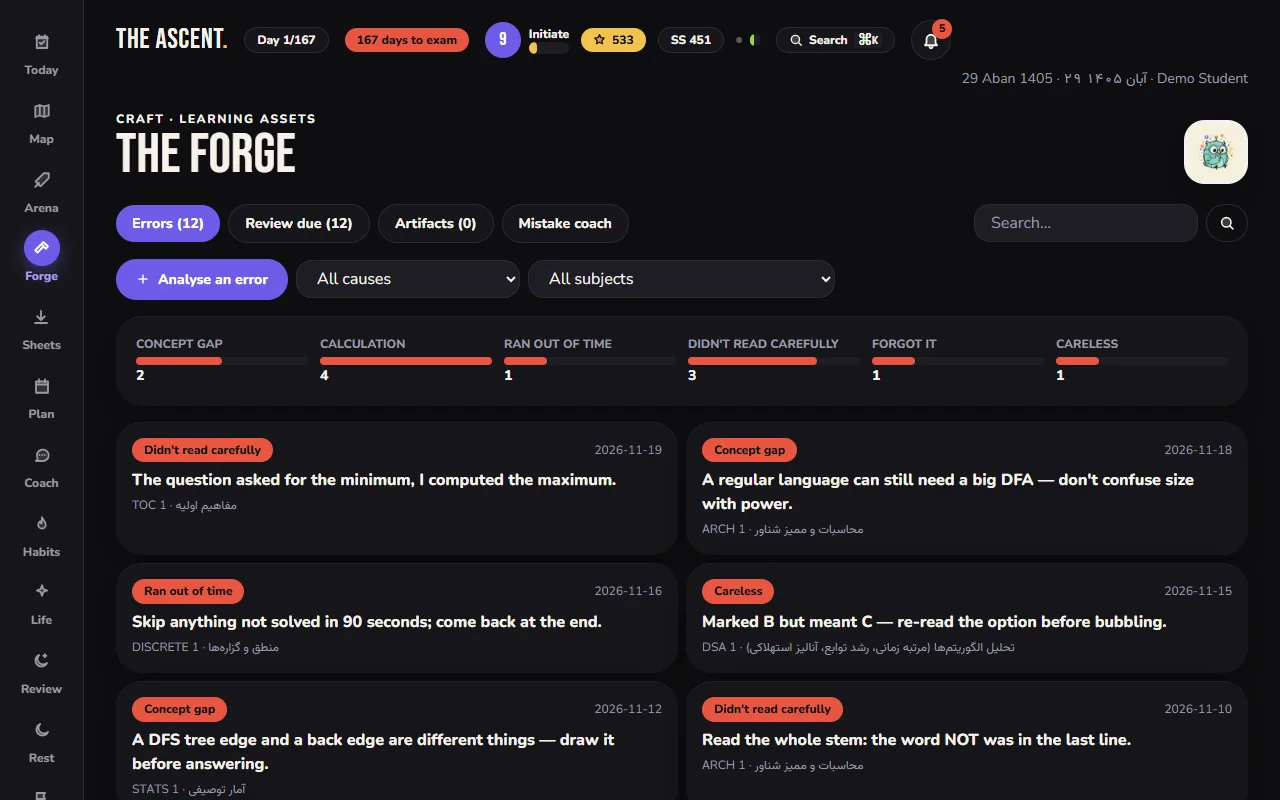 THE ASCENT.
Day 1/167
167 days to exam
9
Initiate
533
SS 451
Search ⌘K
5
29 Aban 1405 · ۲۹ آبان ۱۴۰۵ · Demo Student
Today
Map
Arena
Forge
Sheets
Plan
Coach
Habits
Life
Review
Rest
CRAFT · LEARNING ASSETS
THE FORGE
Errors (12)
Review due (12)
Artifacts (0)
Mistake coach
Search...
+ Analyse an error
All causes
All subjects
CONCEPT GAP
2
CALCULATION
4
RAN OUT OF TIME
1
DIDN'T READ CAREFULLY
3
FORGOT IT
1
CARELESS
1
Didn't read carefully
2026-11-19
The question asked for the minimum, I computed the maximum.
TOC 1 · مفاهیم اولیه
Concept gap
2026-11-18
A regular language can still need a big DFA — don't confuse size
with power.
ARCH 1 · محاسبات و ممیز شناور
Ran out of time
2026-11-16
Skip anything not solved in 90 seconds; come back at the end.
DISCRETE 1 · منطق و گزاره‌ها
Careless
2026-11-15
Marked B but meant C — re-read the option before bubbling.
DSA 1 · تحلیل الگوریتم‌ها (مرتبه زمانی، رشد توابع، آنالیز استهلاکی)
Concept gap
2026-11-12
A DFS tree edge and a back edge are different things — draw it
before answering.
STATS 1 · آمار توصیفی
Didn't read carefully
2026-11-10
Read the whole stem: the word NOT was in the last line.
ARCH 1 · محاسبات و ممیز شناور